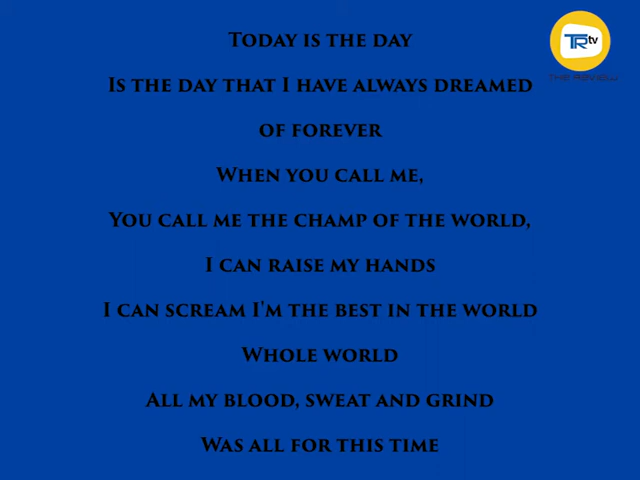 TRtv
Today is the day
Is the day that I have always dreamed
of forever
When you call me,
You call me the champ of the world,
I can raise my hands
I can scream I'm the best in the world
Whole world
All my blood, sweat and grind
Was all for this time